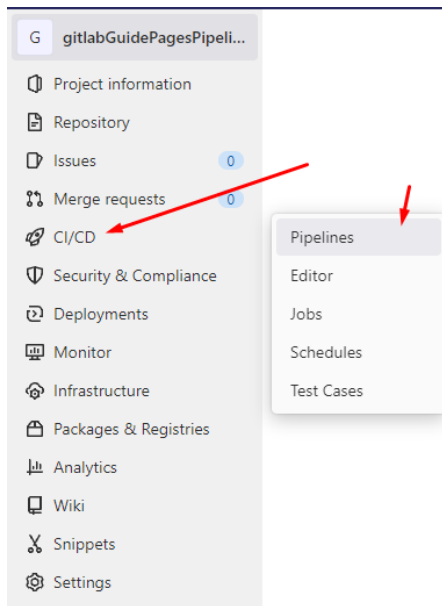 G gitlabGuidePagesPipeli...
Project information
Repository
Issues 0
Merge requests 0
CI/CD
Security & Compliance
Deployments
Monitor
Infrastructure
Packages & Registries
Analytics
Wiki
Snippets
Settings
Pipelines
Editor
Jobs
Schedules
Test Cases